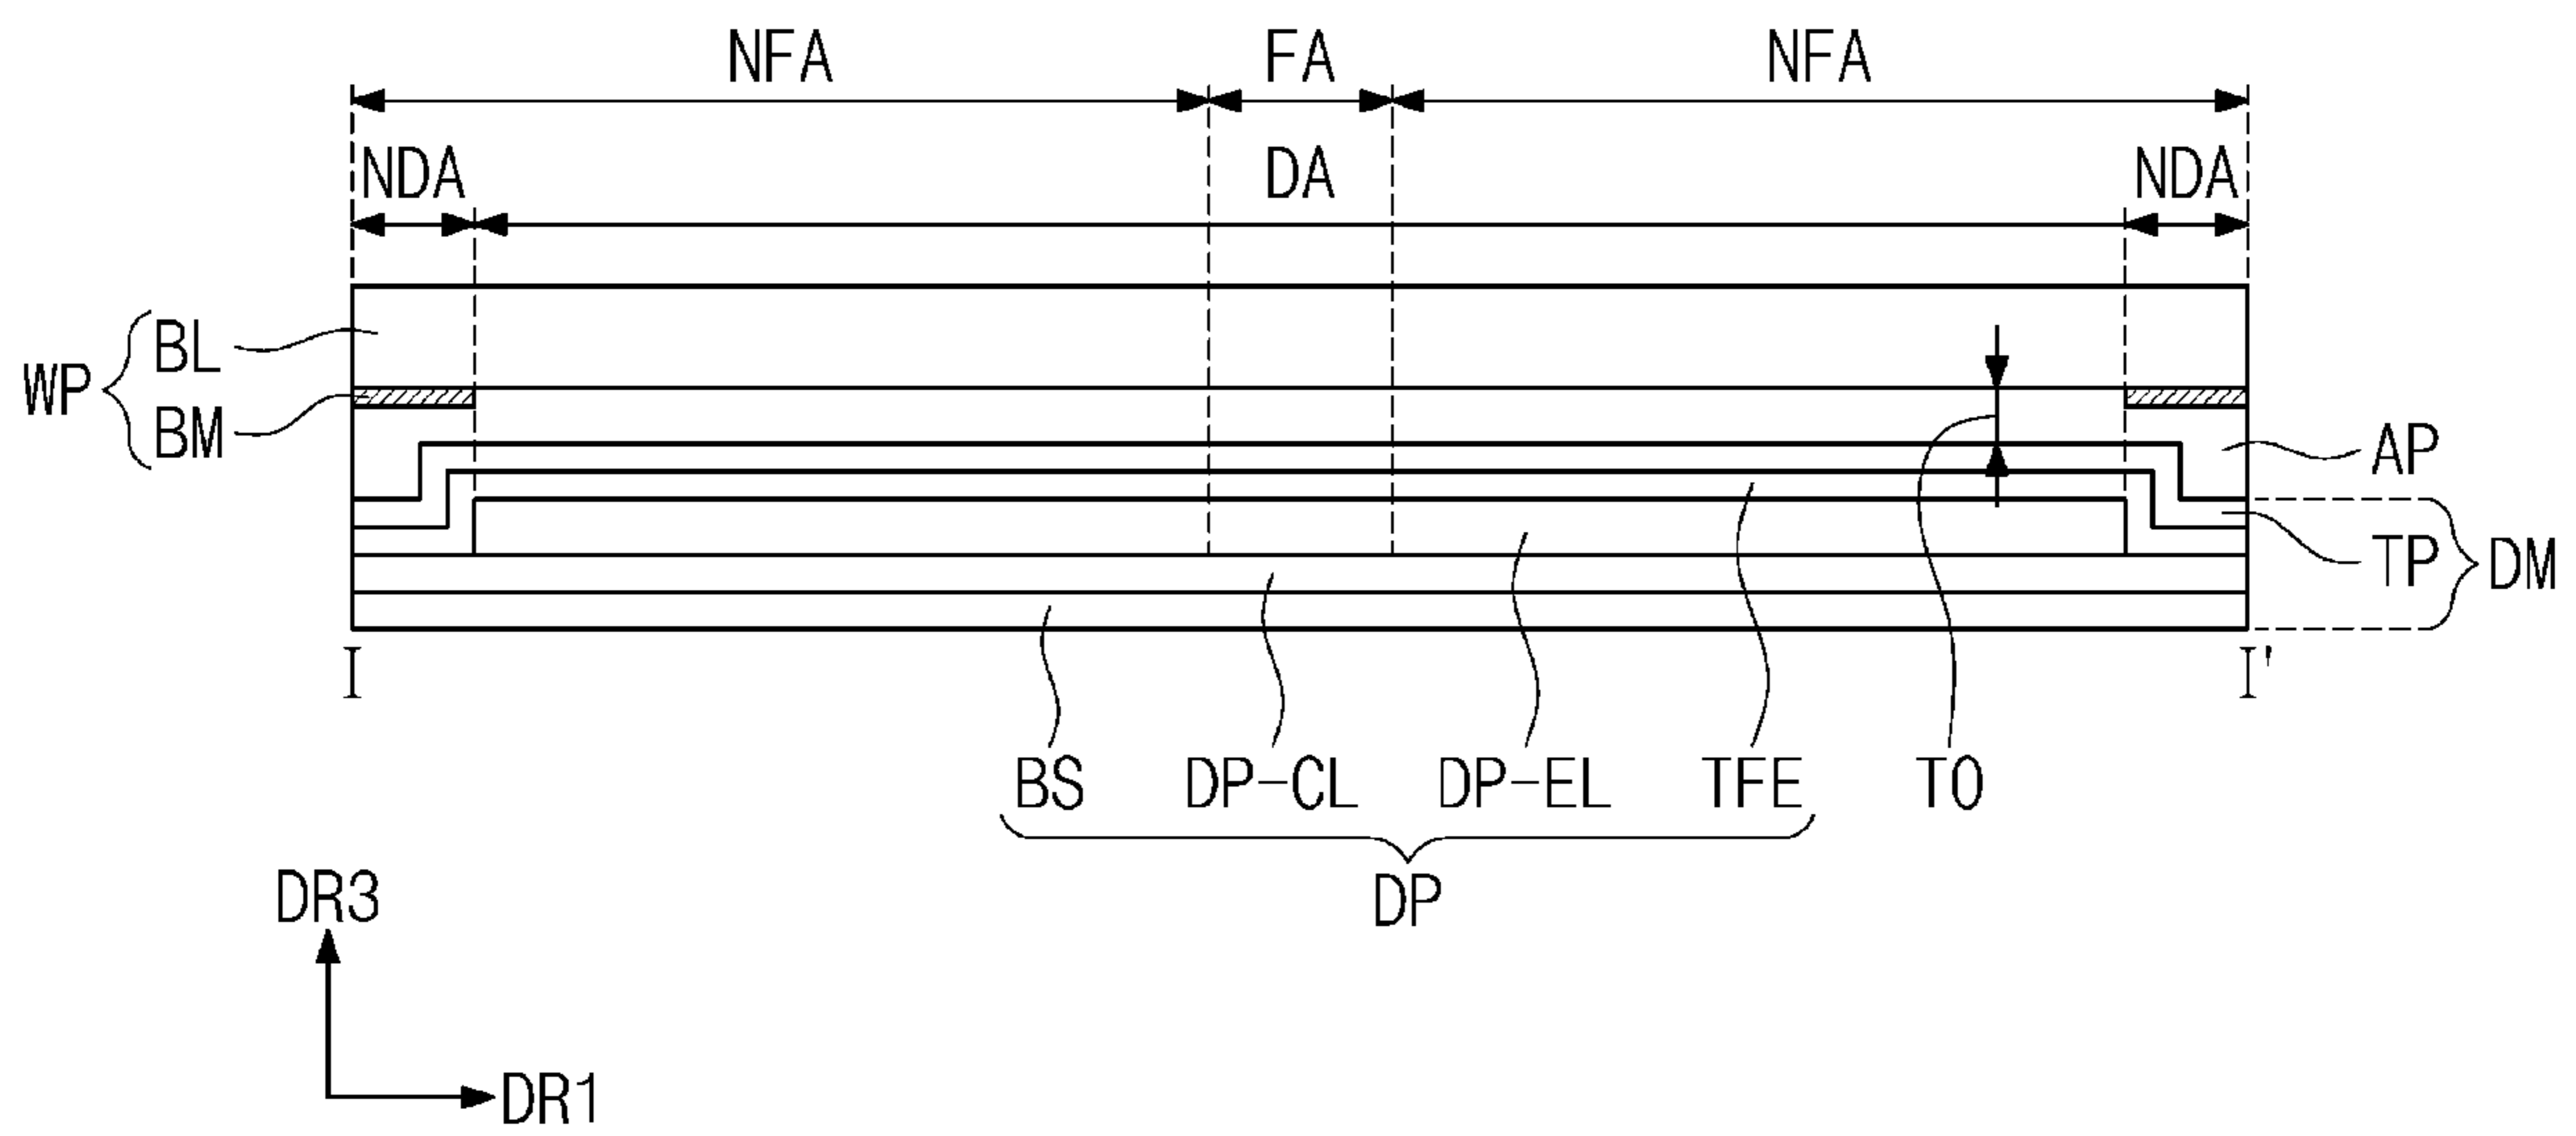 NFA FA NFA
NDA DA NDA
BL
WP
BM
AP
TP DM
I I'
BS DP-CL DP-EL TFE TO
DP
DR3
DR1